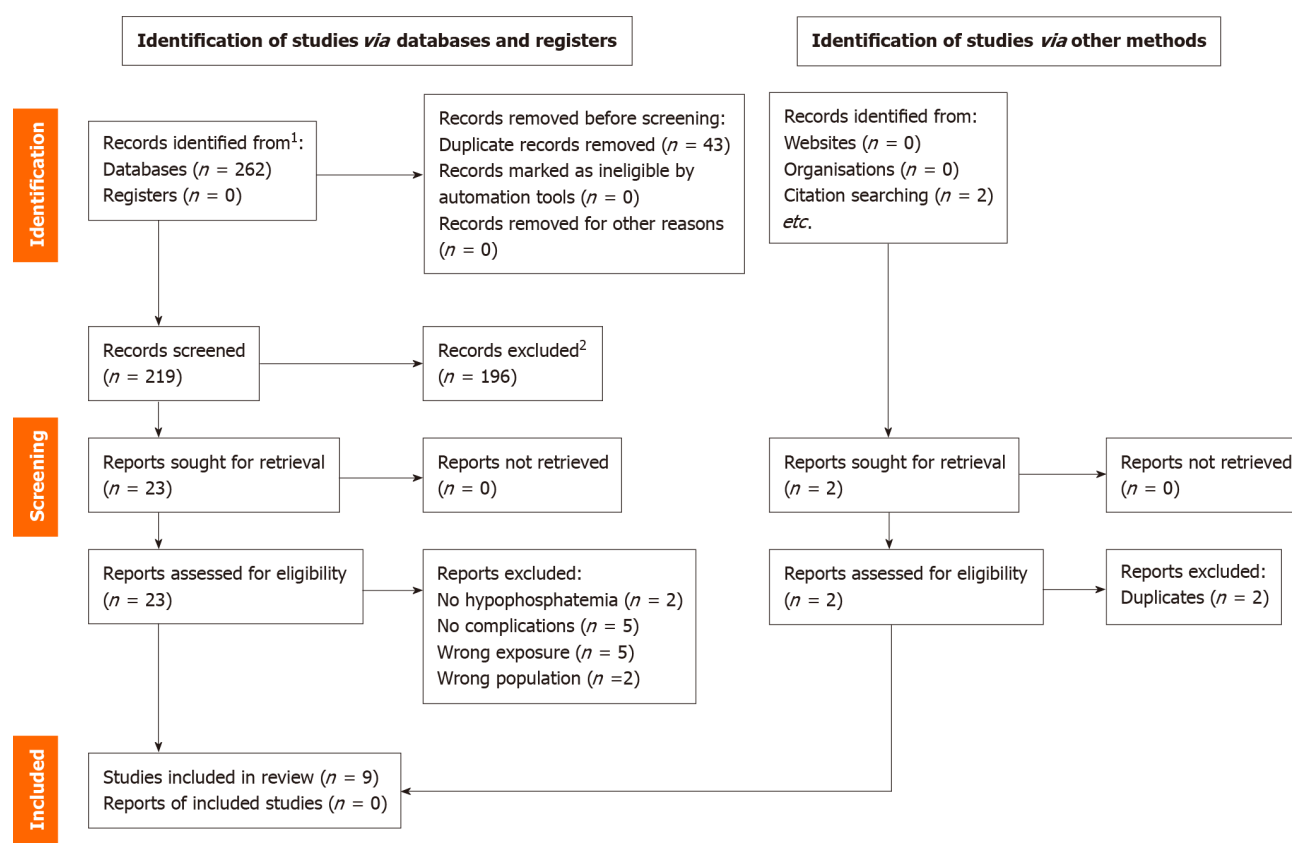 Identification of studies via databases and registers
Identification of studies via other methods
Identification
Records identified from1:
Databases (n = 262)
Registers (n = 0)
Records removed before screening:
Duplicate records removed (n = 43)
Records marked as ineligible by
automation tools (n = 0)
Records removed for other reasons
(n = 0)
Records identified from:
Websites (n = 0)
Organisations (n = 0)
Citation searching (n = 2)
etc.
Screening
Records screened
(n = 219)
Records excluded2
(n = 196)
Reports sought for retrieval
(n = 23)
Reports not retrieved
(n = 0)
Reports sought for retrieval
(n = 2)
Reports not retrieved
(n = 0)
Reports assessed for eligibility
(n = 23)
Reports excluded:
No hypophosphatemia (n = 2)
No complications (n = 5)
Wrong exposure (n = 5)
Wrong population (n =2)
Reports assessed for eligibility
(n = 2)
Reports excluded:
Duplicates (n = 2)
Included
Studies included in review (n = 9)
Reports of included studies (n = 0)